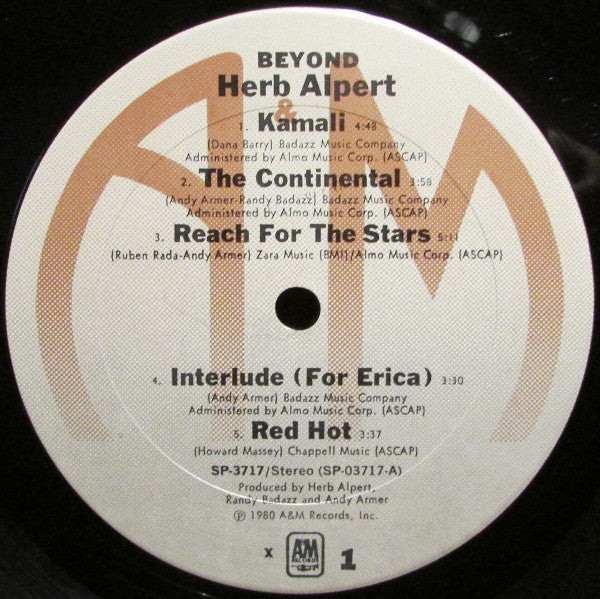 BEYOND
Herb Alpert
A&M
1. Kamali 4:48
(Dana Barry) Badazz Music Company
Administered by Almo Music Corp. (ASCAP)
2. The Continental 3:58
(Andy Armer-Randy Badazz) Badazz Music Company
Administered by Almo Music Corp. (ASCAP)
3. Reach For The Stars 5:11
(Ruben Rada-Andy Armer) Zara Music (BMI)/Almo Music Corp. (ASCAP)
4. Interlude (For Erica) 3:30
(Andy Armer) Badazz Music Company
Administered by Almo Music Corp. (ASCAP)
5. Red Hot 3:37
(Howard Massey) Chappell Music (ASCAP)
SP-3717/Stereo (SP-03717-A)
Produced by Herb Alpert,
Randy Badazz and Andy Armer
℗ 1980 A&M Records, Inc.
x A&M RECORDS 1